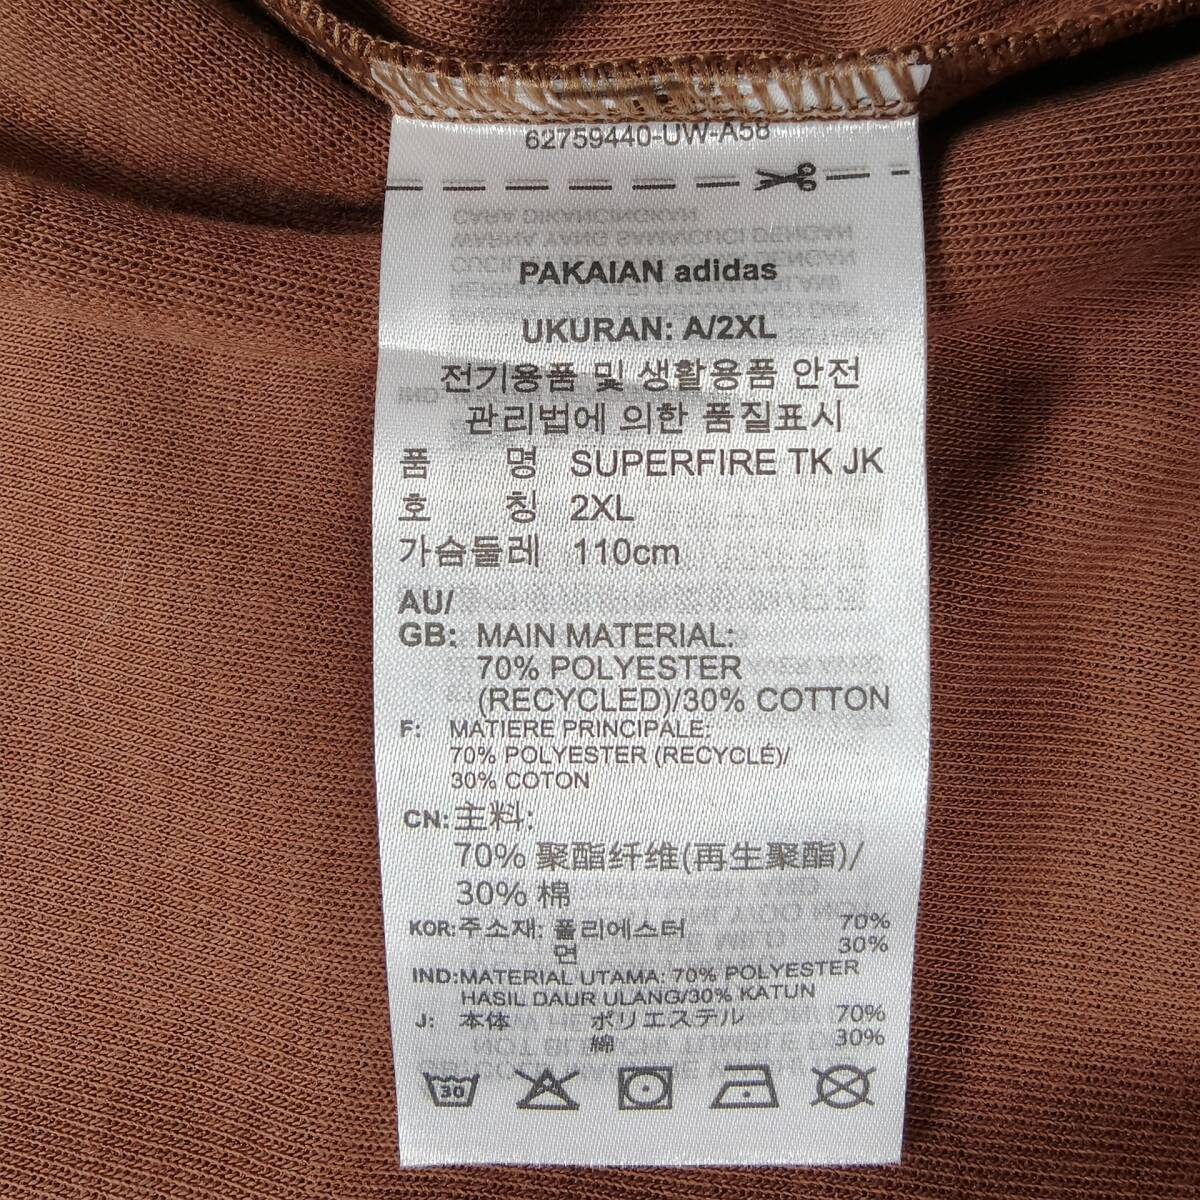 62759440-UW-A58
PAKAIAN adidas
UKURAN: A/2XL
전기용품 및 생활용품 안전
관리법에 의한 품질표시
품 명 SUPERFIRE TK JK
호 칭 2XL
가슴둘레 110cm
AU/
GB: MAIN MATERIAL:
70% POLYESTER
(RECYCLED)/30% COTTON
F: MATIERE PRINCIPALE:
70% POLYESTER (RECYCLÉ)/
30% COTON
CN: 主料:
70% 聚酯纤维(再生聚酯)/
30% 棉
KOR: 주소재: 폴리에스터 70%
면 30%
IND: MATERIAL UTAMA: 70% POLYESTER
HASIL DAUR ULANG/30% KATUN
J: 本体 ポリエステル 70%
綿 30%
30